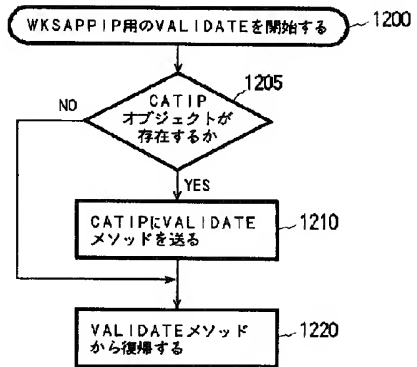 WKSAPPIP用のVALIDATEを開始する
1200
CATIP
オブジェクトが
存在するか
1205
NO
YES
CATIPにVALIDATE
メソッドを送る
1210
VALIDATEメソッド
から復帰する
1220